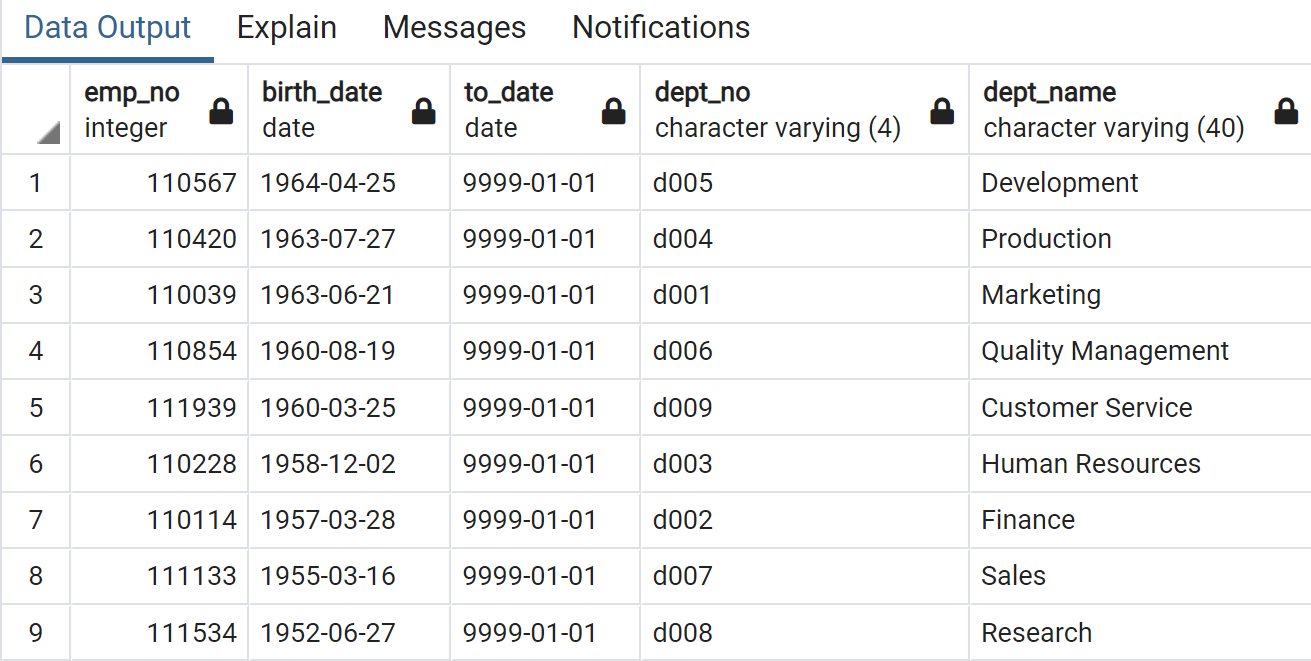 Data Output Explain Messages Notifications
emp_no birth_date to_date dept_no dept_name
integer date date character varying (4) character varying (40)
1 110567 1964-04-25 9999-01-01 d005 Development
2 110420 1963-07-27 9999-01-01 d004 Production
3 110039 1963-06-21 9999-01-01 d001 Marketing
4 110854 1960-08-19 9999-01-01 d006 Quality Management
5 111939 1960-03-25 9999-01-01 d009 Customer Service
6 110228 1958-12-02 9999-01-01 d003 Human Resources
7 110114 1957-03-28 9999-01-01 d002 Finance
8 111133 1955-03-16 9999-01-01 d007 Sales
9 111534 1952-06-27 9999-01-01 d008 Research